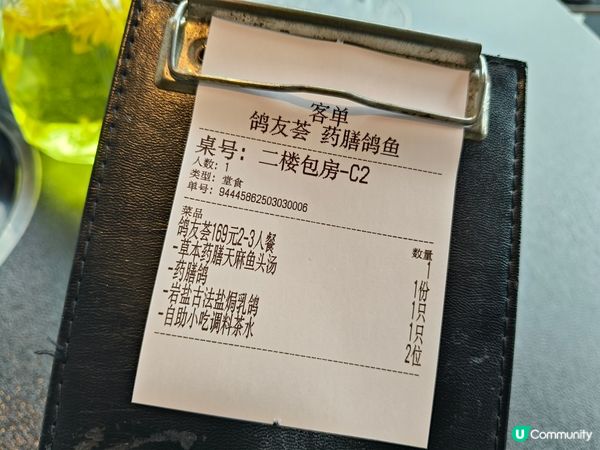 客单
鸽友荟 药膳鸽鱼
桌号：二楼包房-C2
人数：1
类型：堂食
单号：94445862503030006
菜品 数量
鸽友荟169元2-3人餐 1
-草本药膳天麻鱼头汤 1份
-药膳鸽 1只
-岩盐古法盐焗乳鸽 1只
-自助小吃调料茶水 2位
U Community